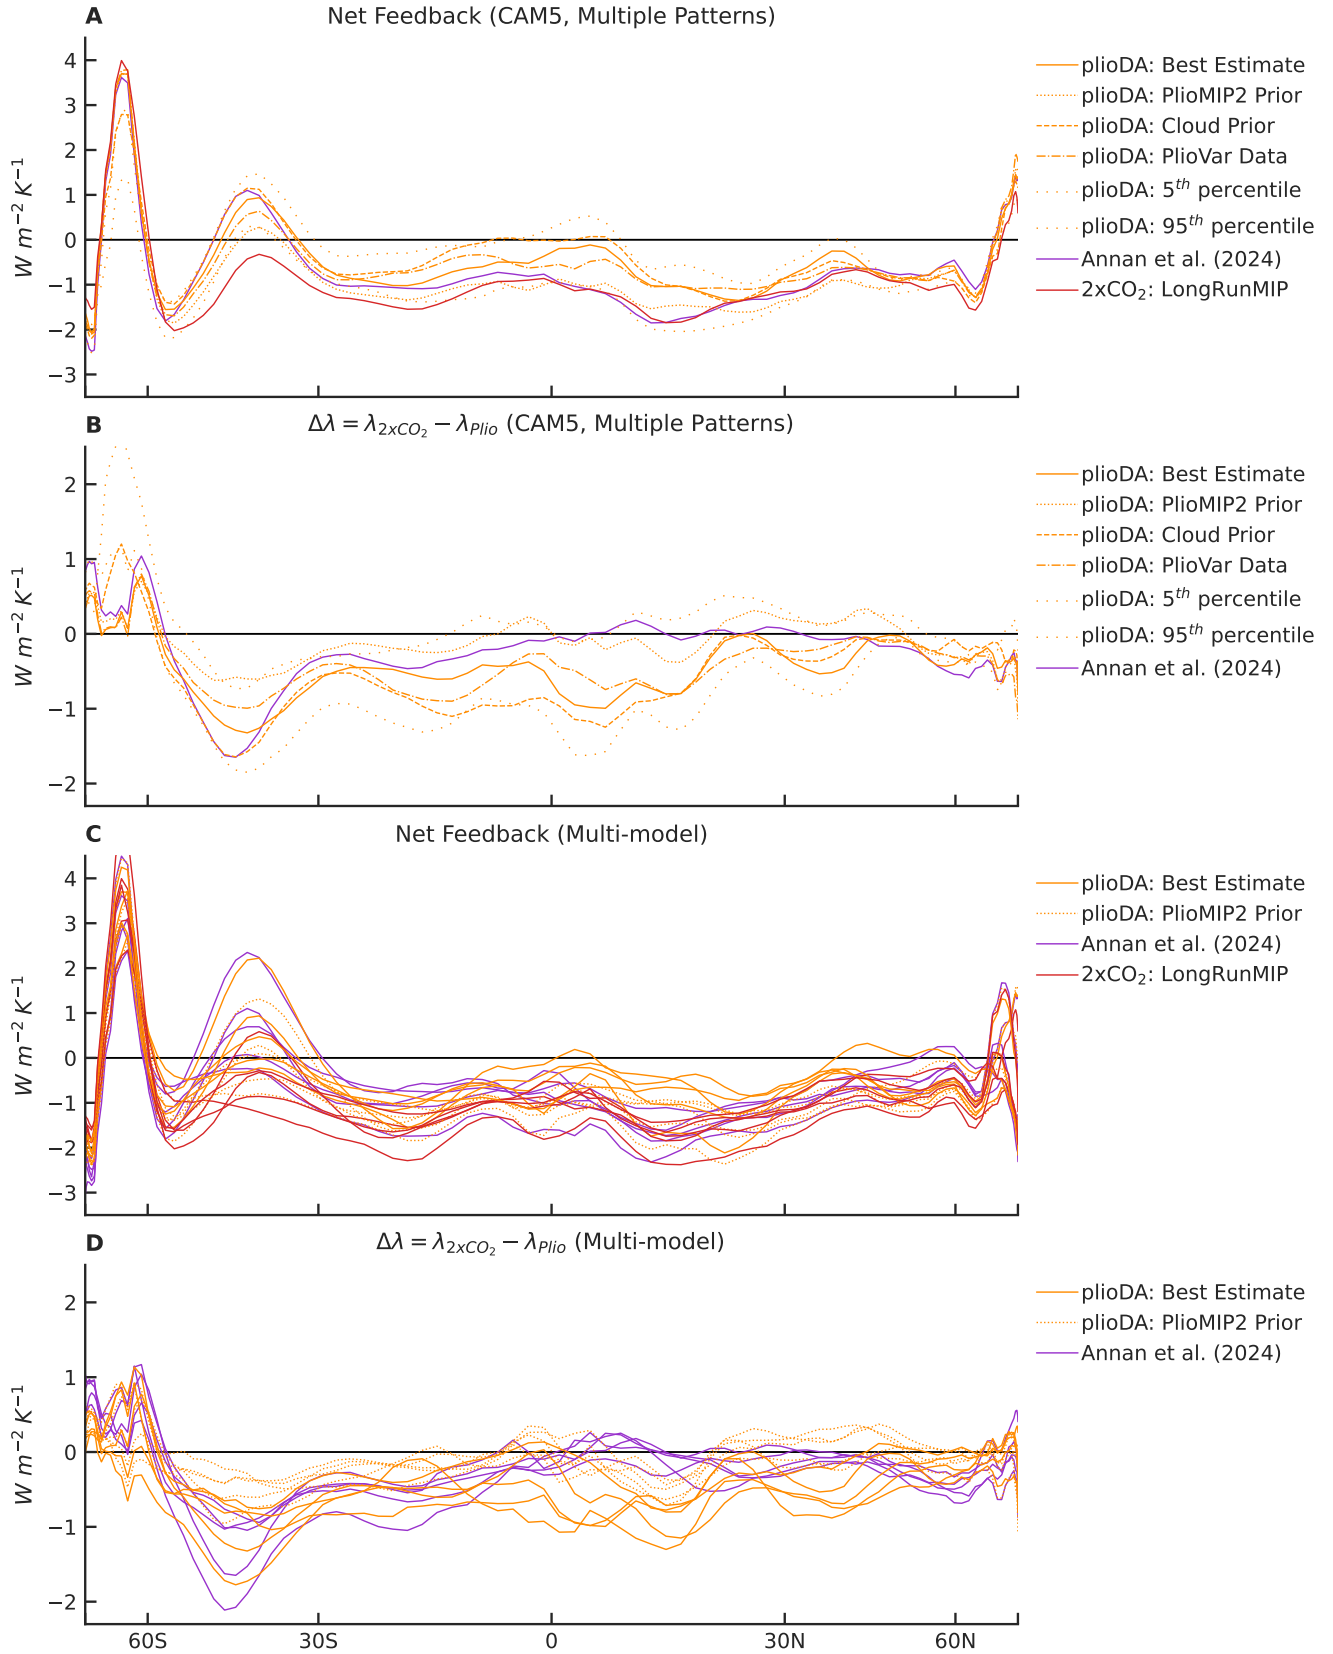 A Net Feedback (CAM5, Multiple Patterns)
4
3
2
1
0
−1
−2
−3
W m⁻² K⁻¹
plioDA: Best Estimate
plioDA: PlioMIP2 Prior
plioDA: Cloud Prior
plioDA: PlioVar Data
plioDA: 5ᵗʰ percentile
plioDA: 95ᵗʰ percentile
Annan et al. (2024)
2xCO₂: LongRunMIP
B Δλ = λ₂ₓCO₂ − λPlio (CAM5, Multiple Patterns)
2
1
0
−1
−2
W m⁻² K⁻¹
plioDA: Best Estimate
plioDA: PlioMIP2 Prior
plioDA: Cloud Prior
plioDA: PlioVar Data
plioDA: 5ᵗʰ percentile
plioDA: 95ᵗʰ percentile
Annan et al. (2024)
C Net Feedback (Multi-model)
4
3
2
1
0
−1
−2
−3
W m⁻² K⁻¹
plioDA: Best Estimate
plioDA: PlioMIP2 Prior
Annan et al. (2024)
2xCO₂: LongRunMIP
D Δλ = λ₂ₓCO₂ − λPlio (Multi-model)
2
1
0
−1
−2
W m⁻² K⁻¹
plioDA: Best Estimate
plioDA: PlioMIP2 Prior
Annan et al. (2024)
60S 30S 0 30N 60N